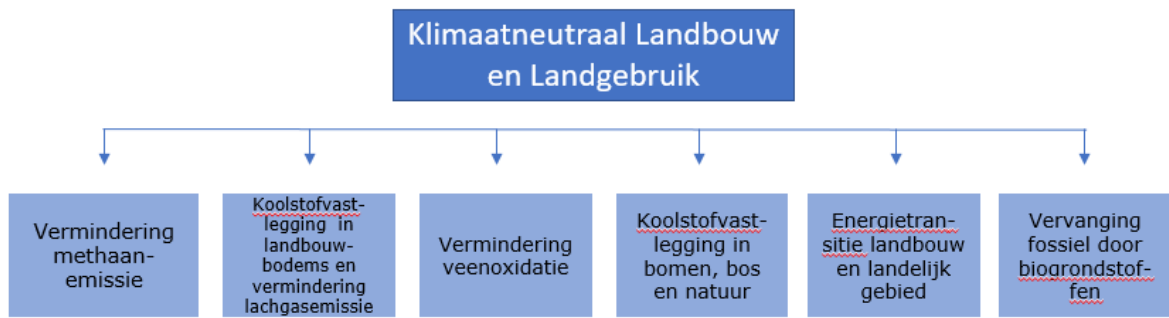 Klimaatneutraal Landbouw
en Landgebruik
Vermindering
methaan-
emissie
Koolstofvast-
legging in
landbouw-
bodems en
vermindering
lachgasemissie
Vermindering
veenoxidatie
Koolstofvast-
legging in
bomen, bos
en natuur
Energietran-
sitie landbouw
en landelijk
gebied
Vervanging
fossiel door
biogrondstof-
fen